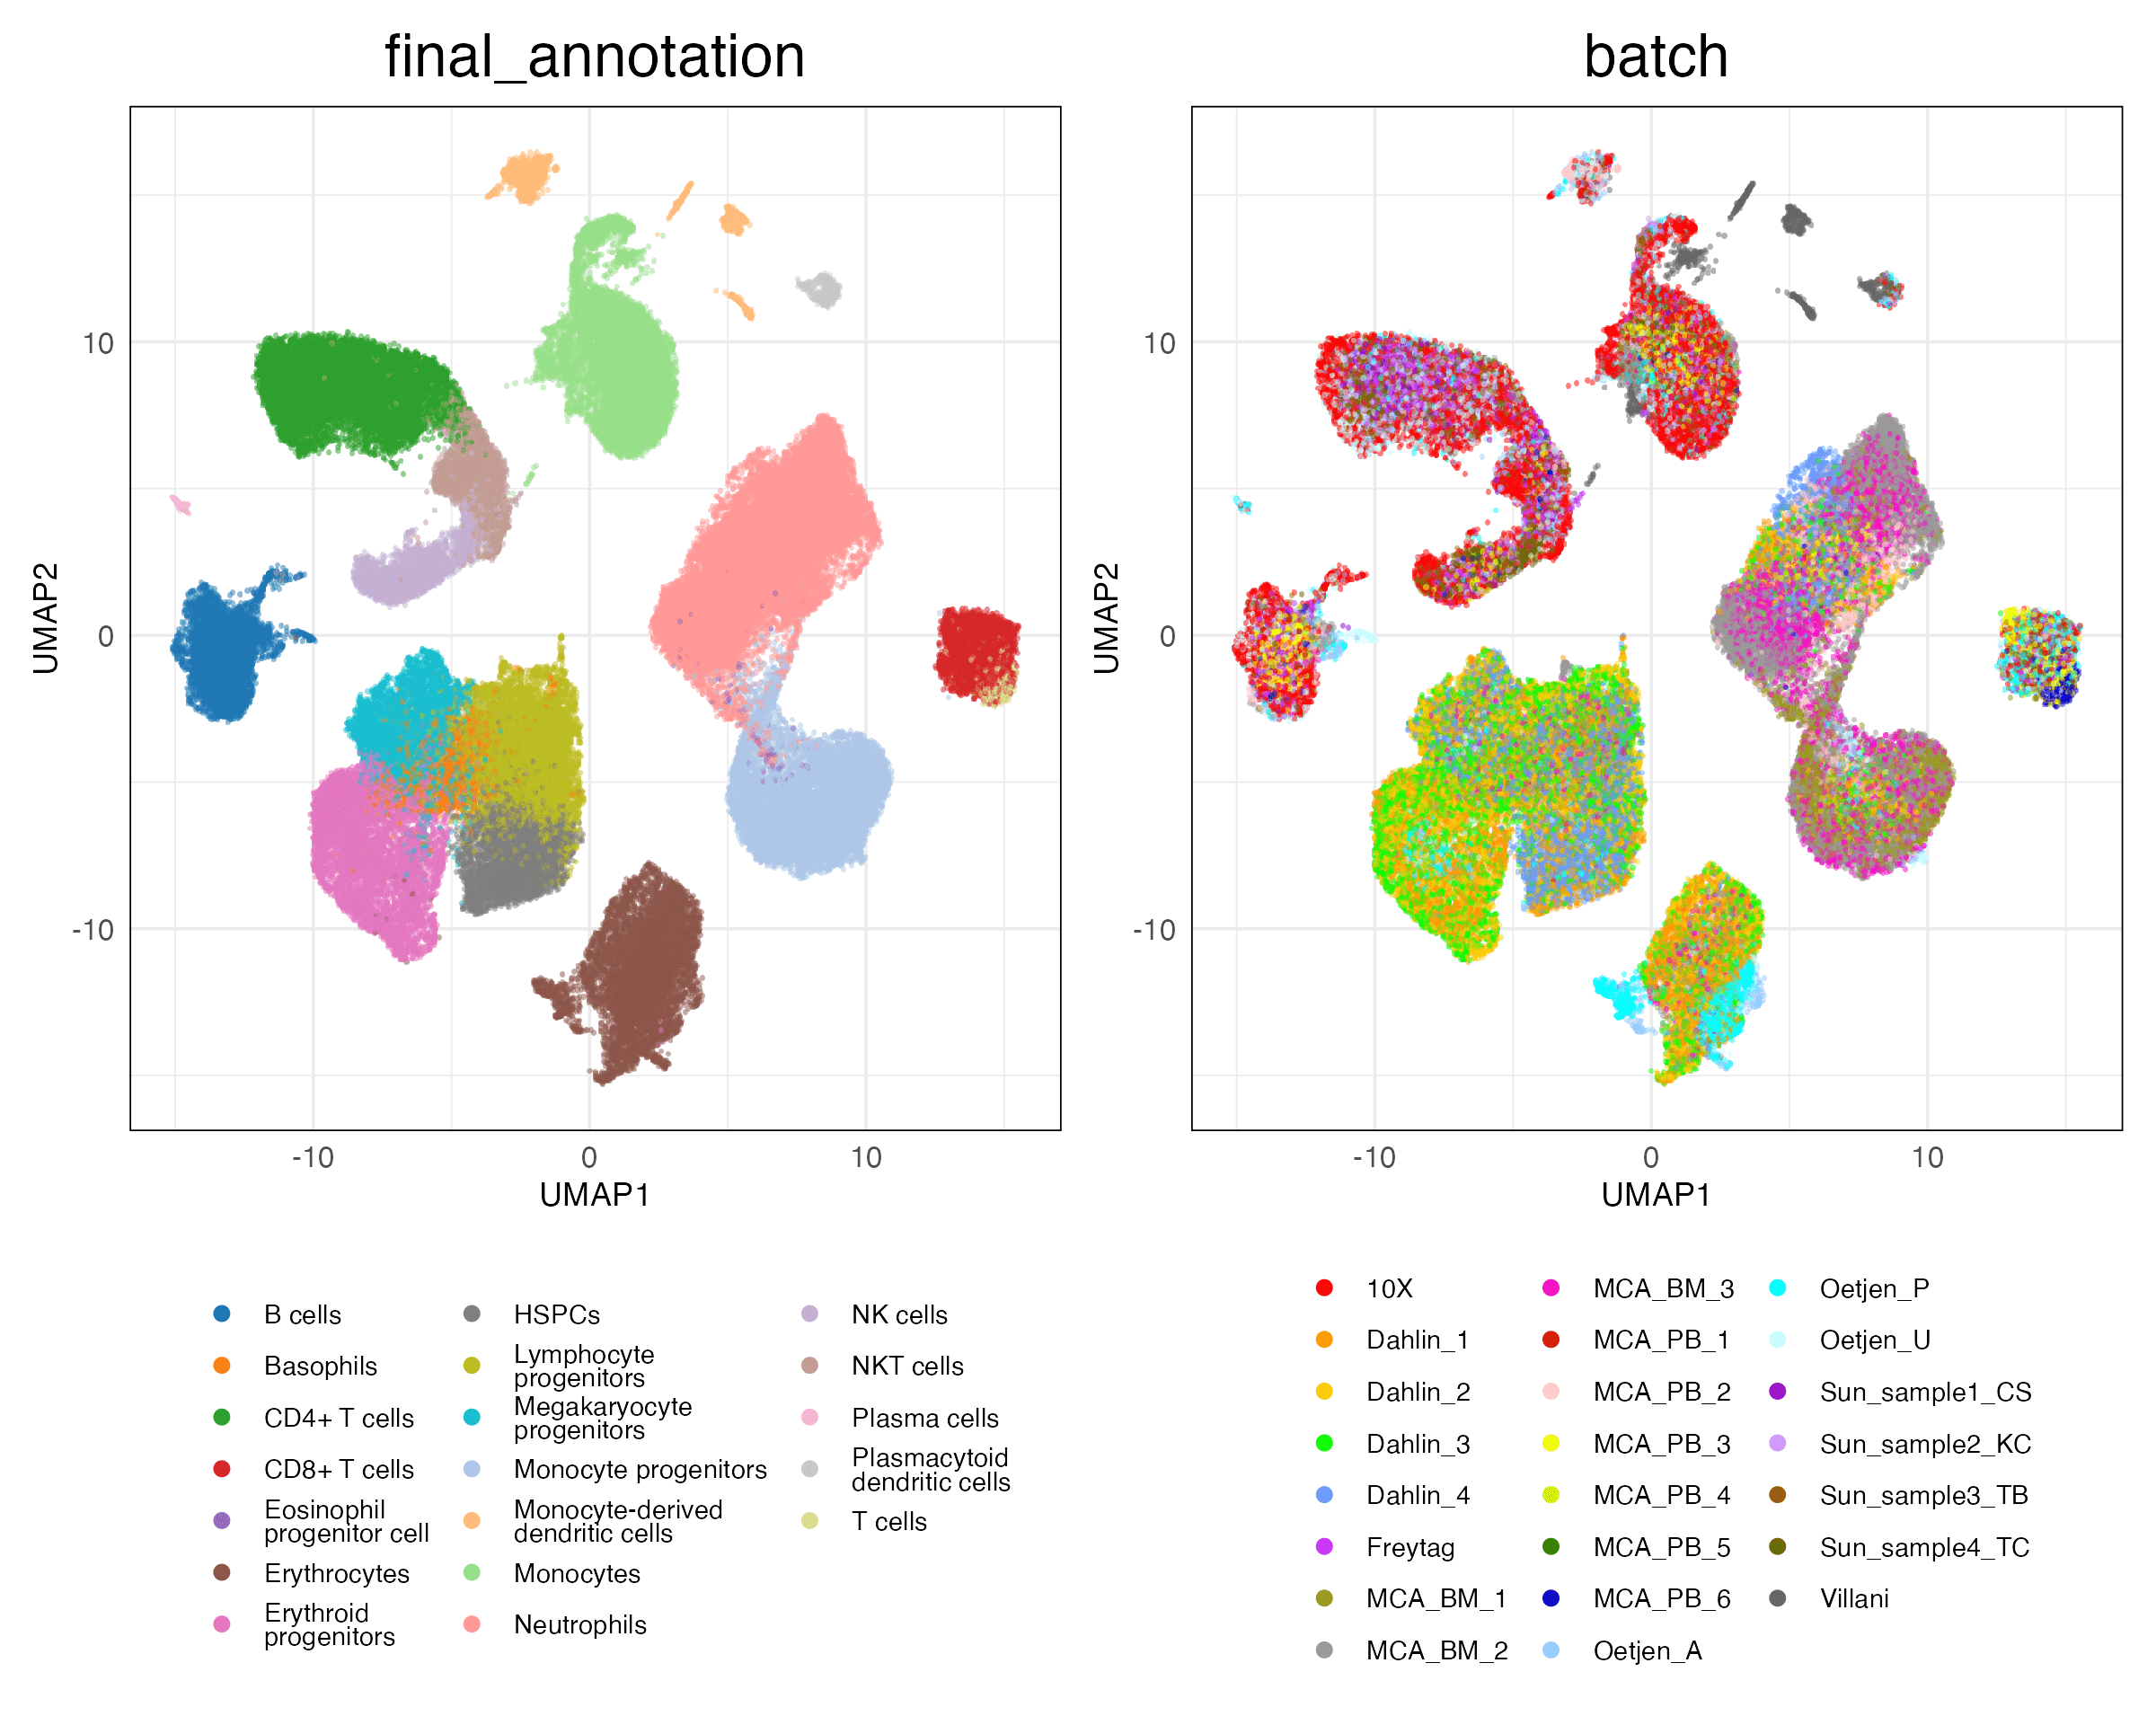 final_annotation
batch
10
0
-10
UMAP2
-10
0
10
UMAP1
10
0
-10
UMAP2
-10
0
10
UMAP1
B cells
Basophils
CD4+ T cells
CD8+ T cells
Eosinophil
progenitor cell
Erythrocytes
Erythroid
progenitors
HSPCs
Lymphocyte
progenitors
Megakaryocyte
progenitors
Monocyte progenitors
Monocyte-derived
dendritic cells
Monocytes
Neutrophils
NK cells
NKT cells
Plasma cells
Plasmacytoid
dendritic cells
T cells
10X
Dahlin_1
Dahlin_2
Dahlin_3
Dahlin_4
Freytag
MCA_BM_1
MCA_BM_2
MCA_BM_3
MCA_PB_1
MCA_PB_2
MCA_PB_3
MCA_PB_4
MCA_PB_5
MCA_PB_6
Oetjen_A
Oetjen_P
Oetjen_U
Sun_sample1_CS
Sun_sample2_KC
Sun_sample3_TB
Sun_sample4_TC
Villani